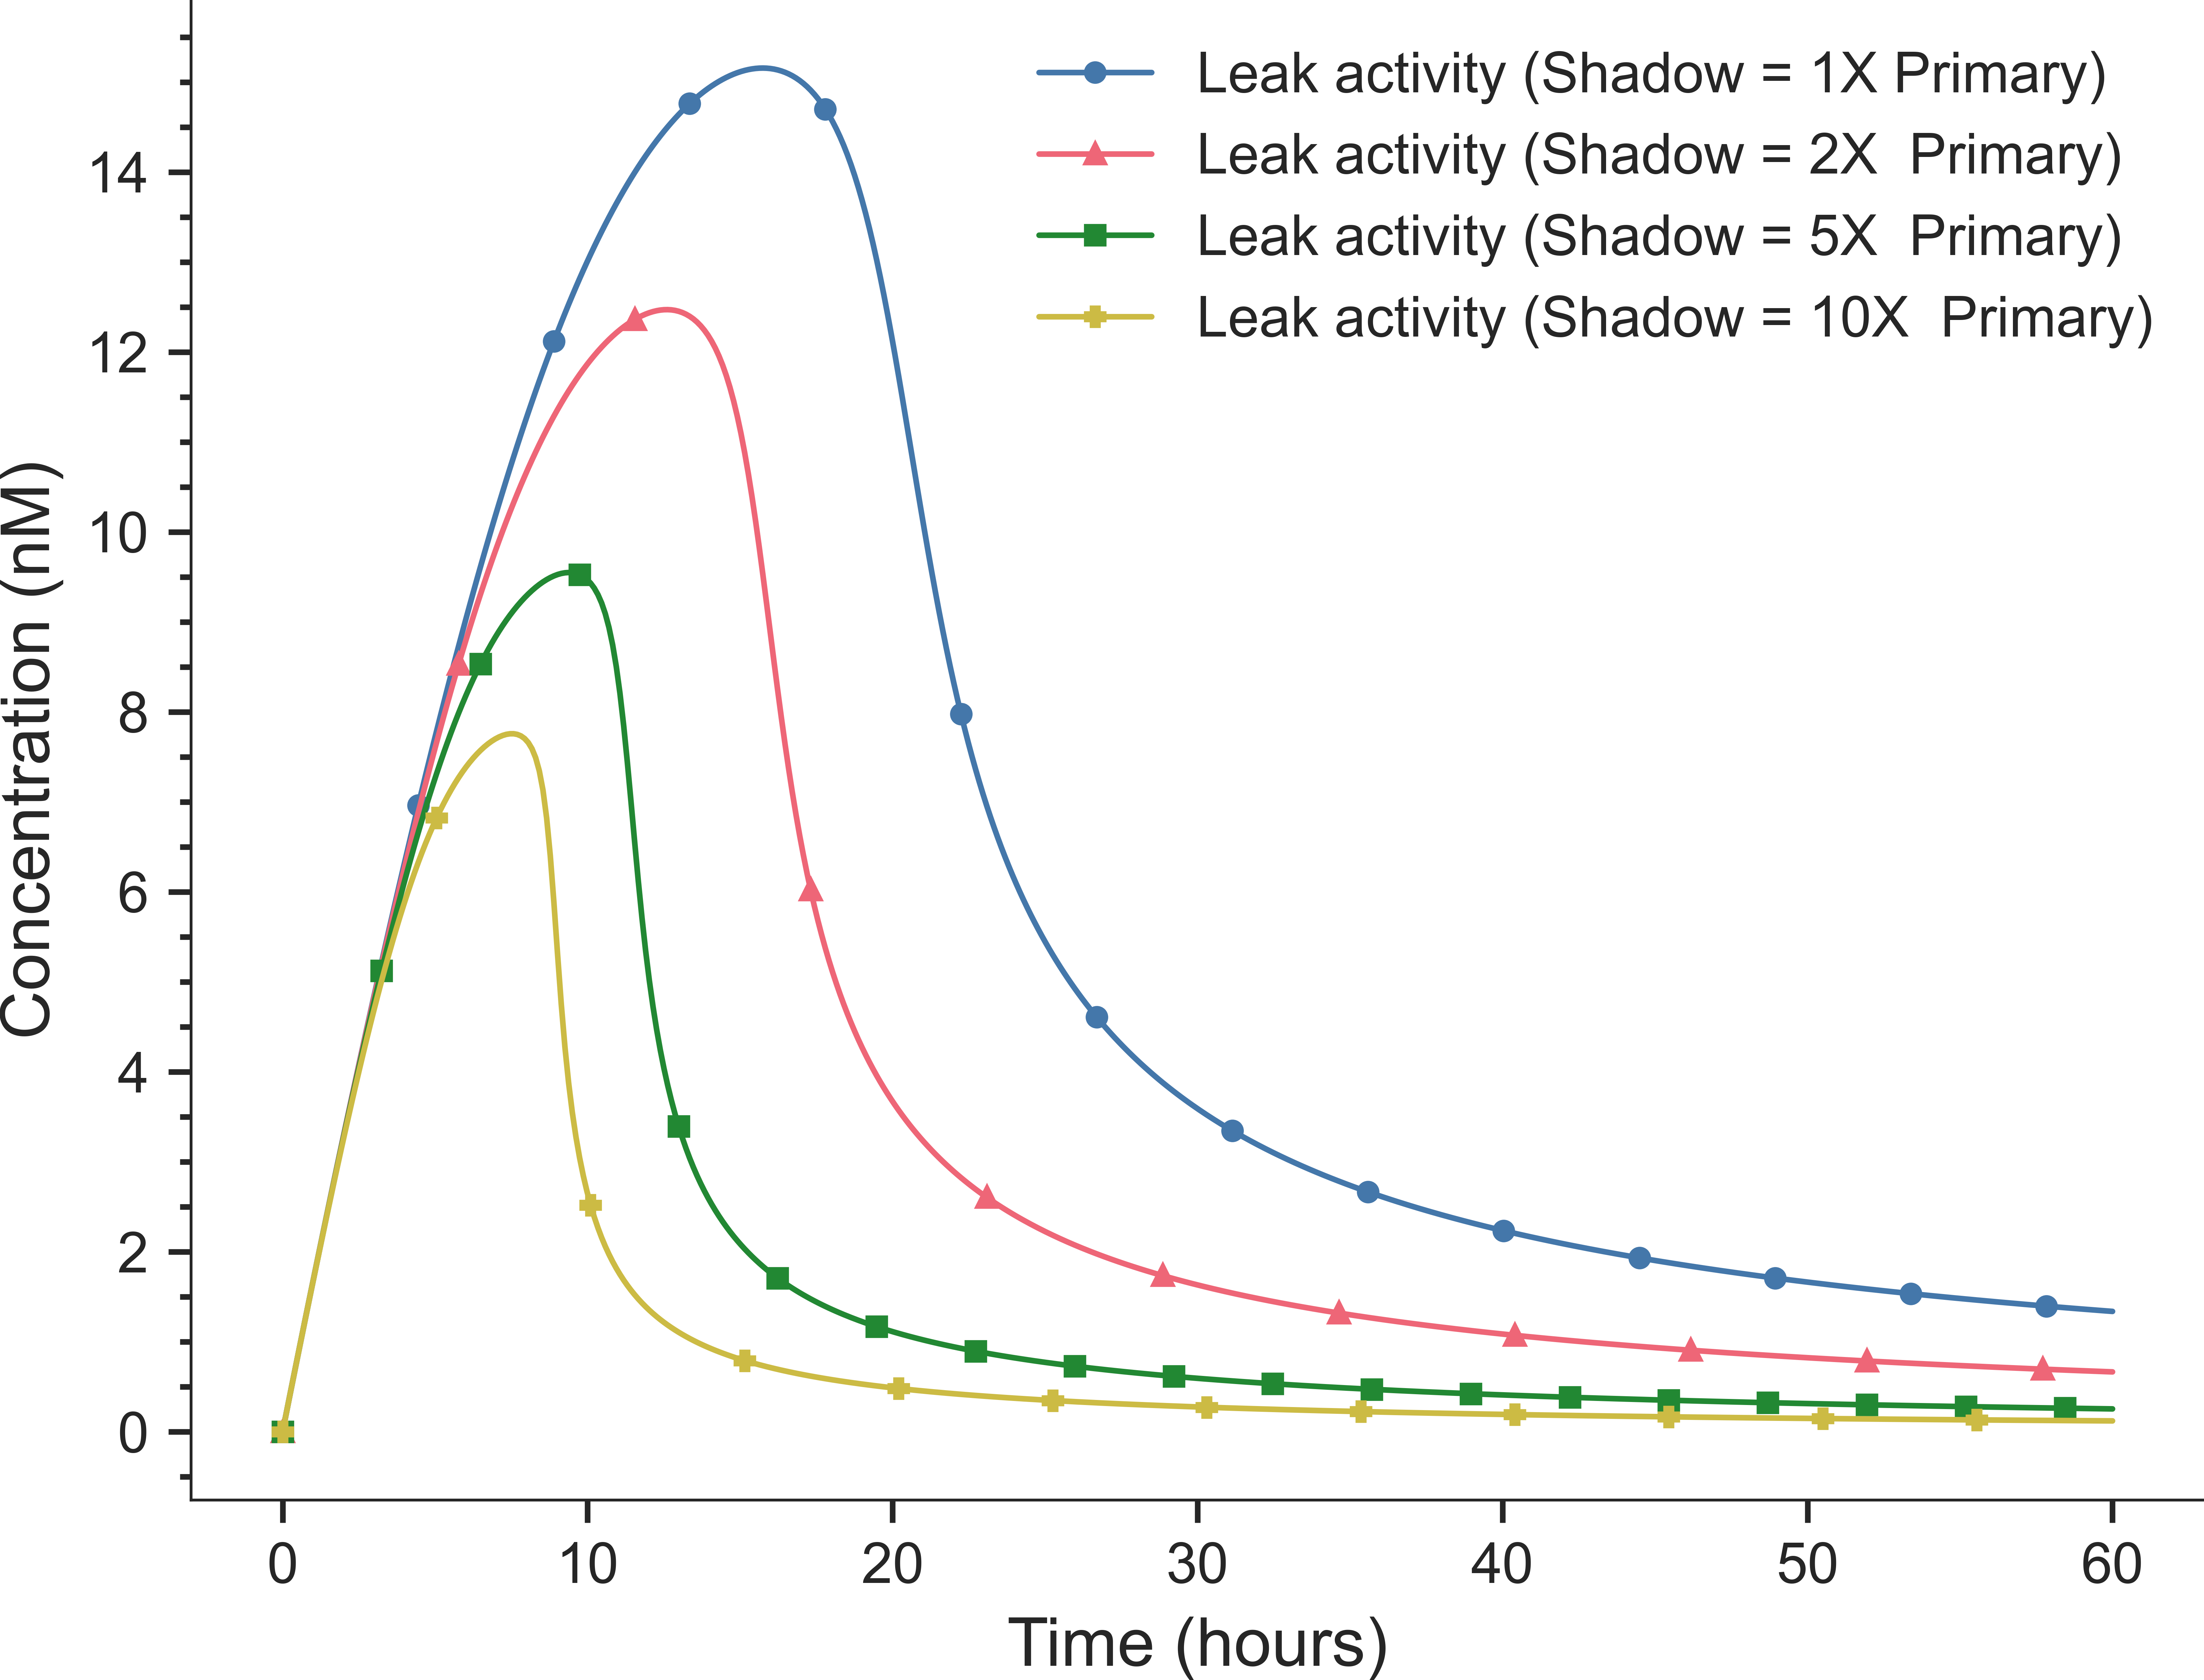 Leak activity (Shadow = 1X Primary)
Leak activity (Shadow = 2X  Primary)
Leak activity (Shadow = 5X  Primary)
Leak activity (Shadow = 10X  Primary)
Concentration (nM)
14
12
10
8
6
4
2
0
0 10 20 30 40 50 60
Time (hours)